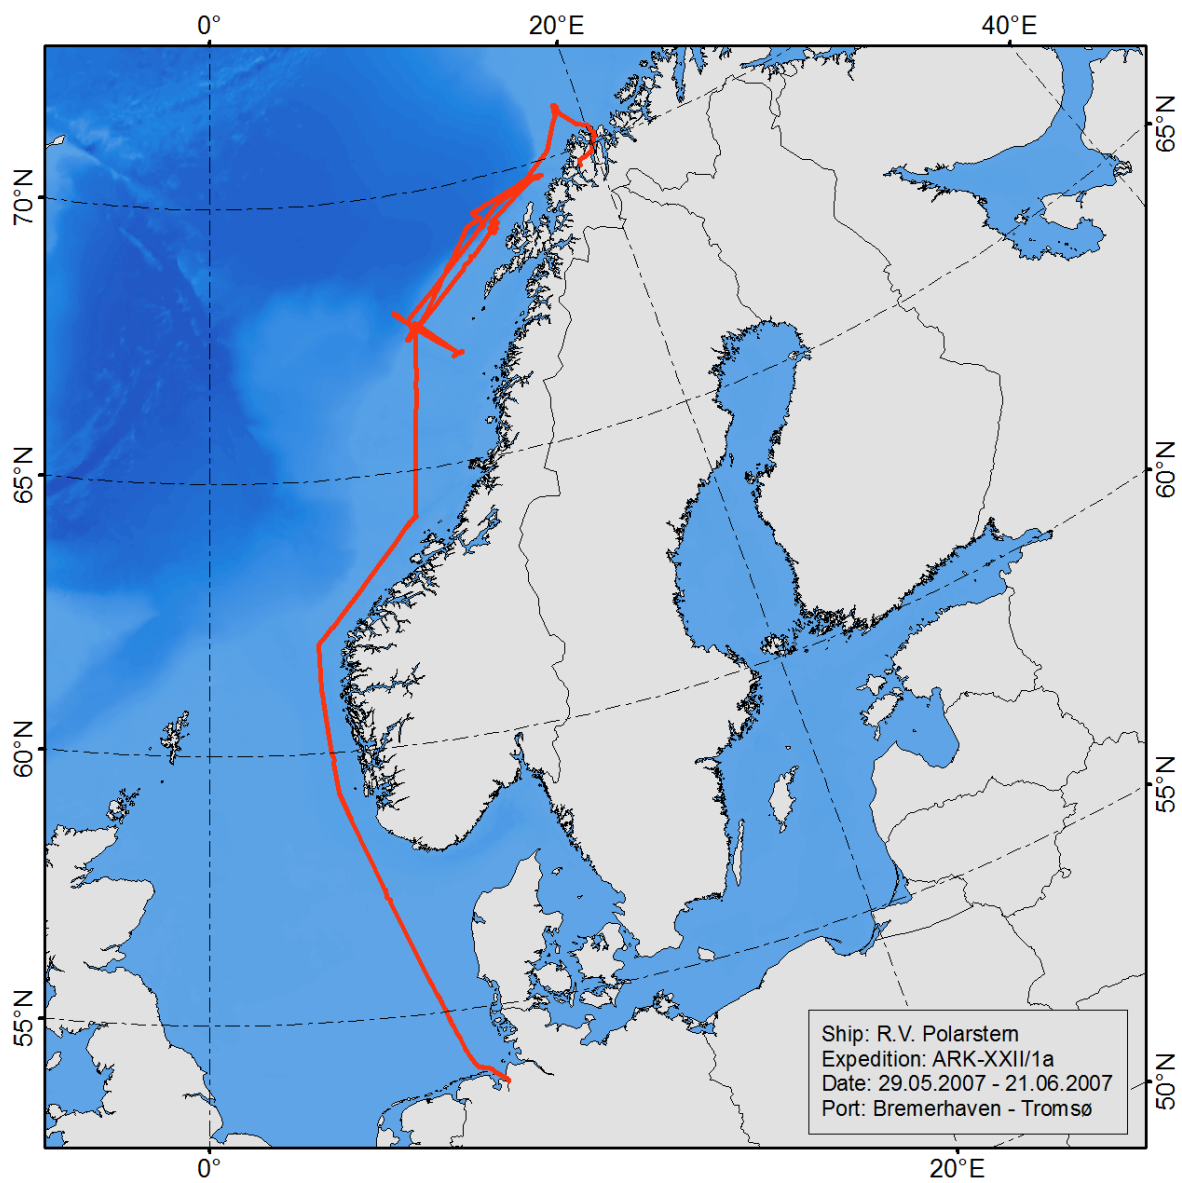 0°
20°E
40°E
65°N
70°N
65°N
60°N
60°N
55°N
55°N
50°N
Ship: R.V. Polarstern
Expedition: ARK-XXII/1a
Date: 29.05.2007 - 21.06.2007
Port: Bremerhaven - Tromsø
0°
20°E